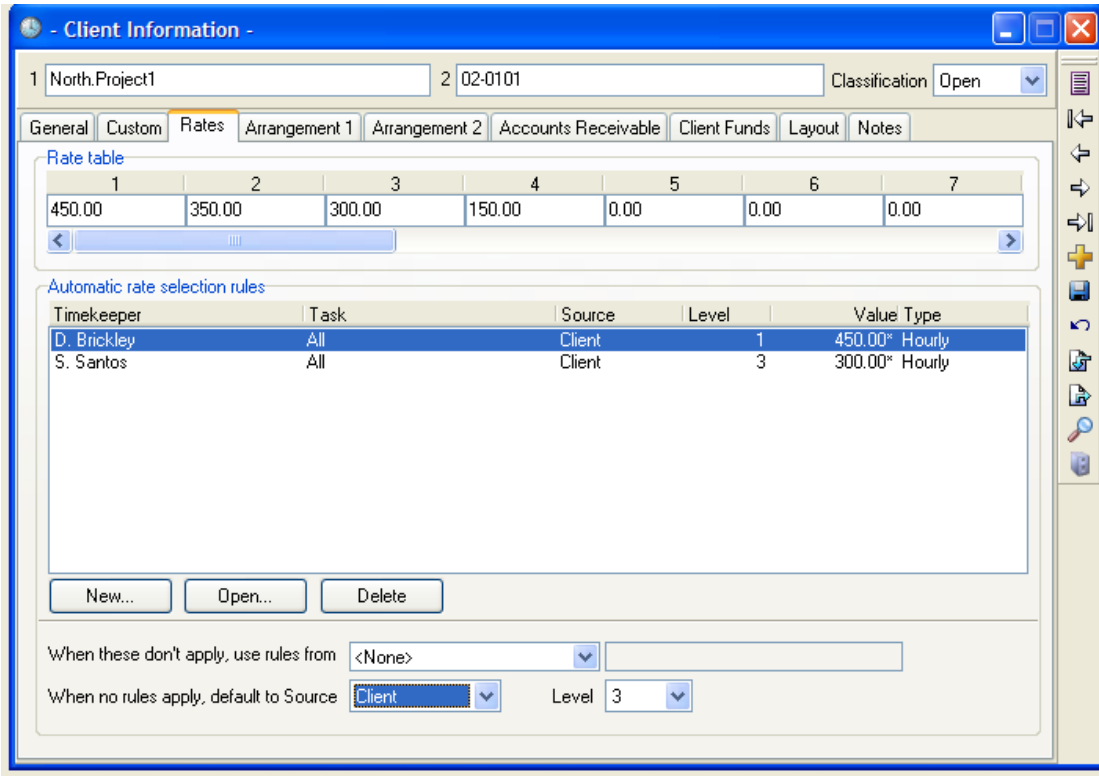 - Client Information -
1 North.Project1 2 02-0101 Classification Open
General Custom Rates Arrangement 1 Arrangement 2 Accounts Receivable Client Funds Layout Notes
Rate table
1 2 3 4 5 6 7
450.00 350.00 300.00 150.00 0.00 0.00 0.00
Automatic rate selection rules
Timekeeper Task Source Level Value Type
D. Brickley All Client 1 450.00* Hourly
S. Santos All Client 3 300.00* Hourly
New... Open... Delete
When these don't apply, use rules from <None>
When no rules apply, default to Source Client Level 3